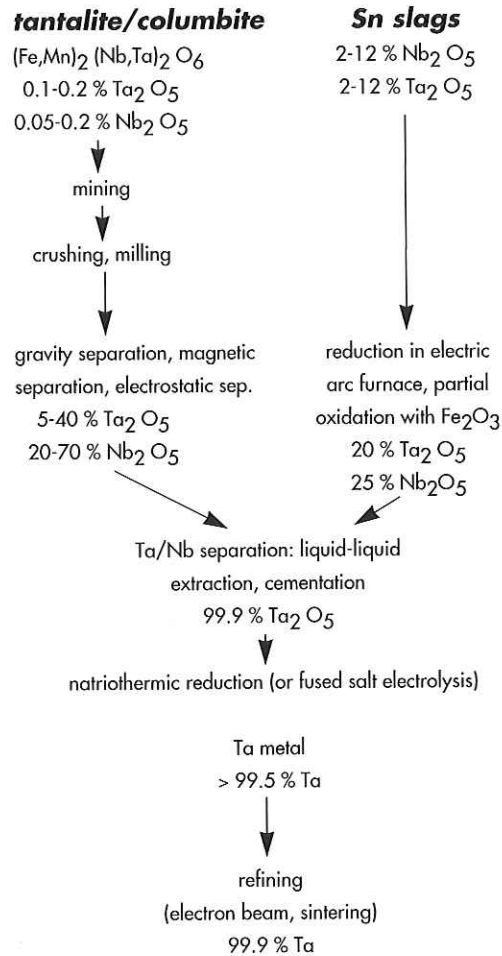 tantalite/columbite
(Fe,Mn)2 (Nb,Ta)2 O6
0.1-0.2 % Ta2 O5
0.05-0.2 % Nb2 O5
mining
crushing, milling
gravity separation, magnetic
separation, electrostatic sep.
5-40 % Ta2 O5
20-70 % Nb2 O5
Sn slags
2-12 % Nb2 O5
2-12 % Ta2 O5
reduction in electric
arc furnace, partial
oxidation with Fe2O3
20 % Ta2 O5
25 % Nb2O5
Ta/Nb separation: liquid-liquid
extraction, cementation
99.9 % Ta2 O5
natriothermic reduction (or fused salt electrolysis)
Ta metal
> 99.5 % Ta
refining
(electron beam, sintering)
99.9 % Ta